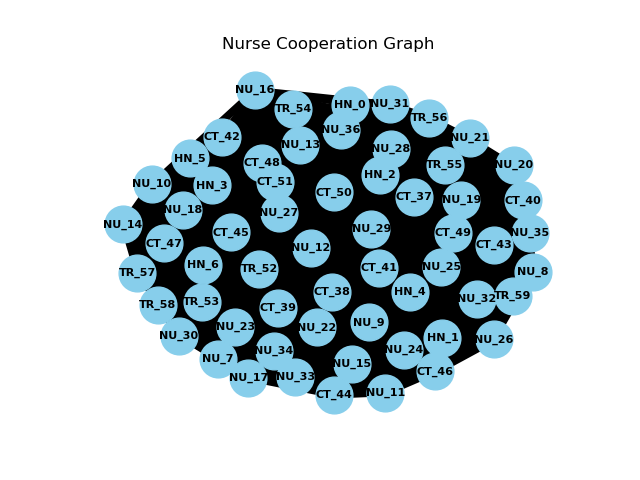 Nurse Cooperation Graph
NU_16
TR_54
HN_0
NU_31
TR_56
NU_36
CT_42
NU_21
NU_13
NU_28
HN_5
CT_48
TR_55
NU_20
HN_2
CT_51
NU_10
HN_3
CT_50
CT_37
NU_19
CT_40
NU_18
NU_27
NU_14
NU_29
CT_45
CT_49
NU_35
CT_47
CT_43
NU_12
HN_6
TR_52
CT_41
NU_25
TR_57
NU_8
CT_38
HN_4
TR_59
NU_32
TR_53
TR_58
CT_39
NU_9
NU_23
NU_22
NU_30
HN_1
NU_26
NU_34
NU_24
NU_7
NU_15
CT_46
NU_17
NU_33
NU_11
CT_44